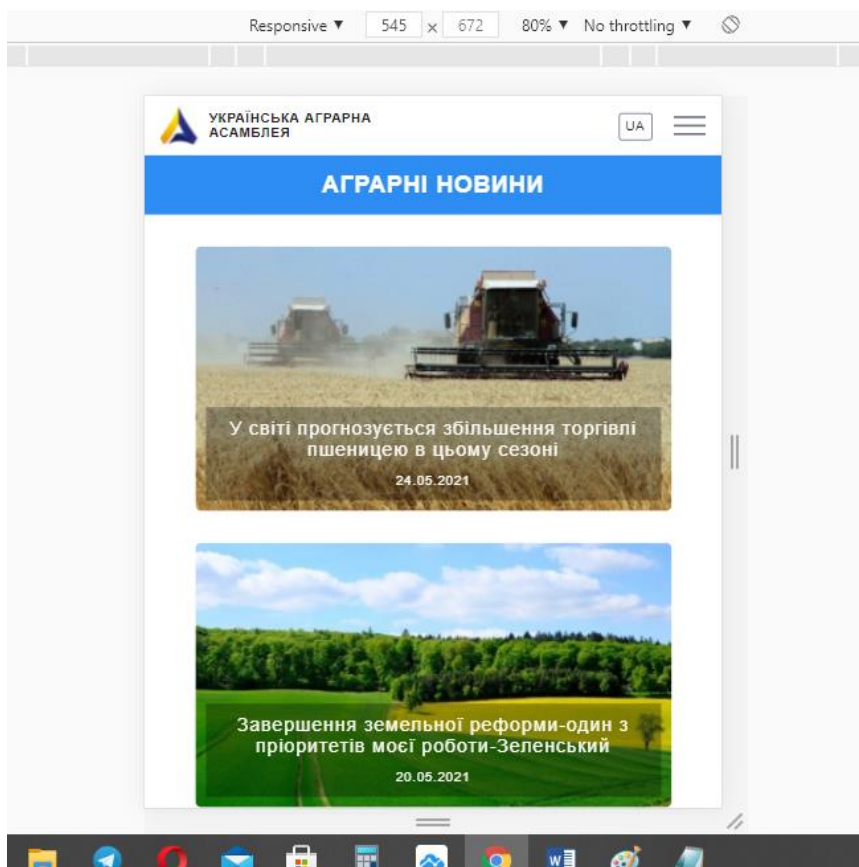 Responsive ▼ 545 × 672 80% ▼ No throttling ▼
УКРАЇНСЬКА АГРАРНА
АСАМБЛЕЯ
UA
АГРАРНІ НОВИНИ
У світі прогнозується збільшення торгівлі
пшеницею в цьому сезоні
24.05.2021
Завершення земельної реформи-один з
пріоритетів моєї роботи-Зеленський
20.05.2021